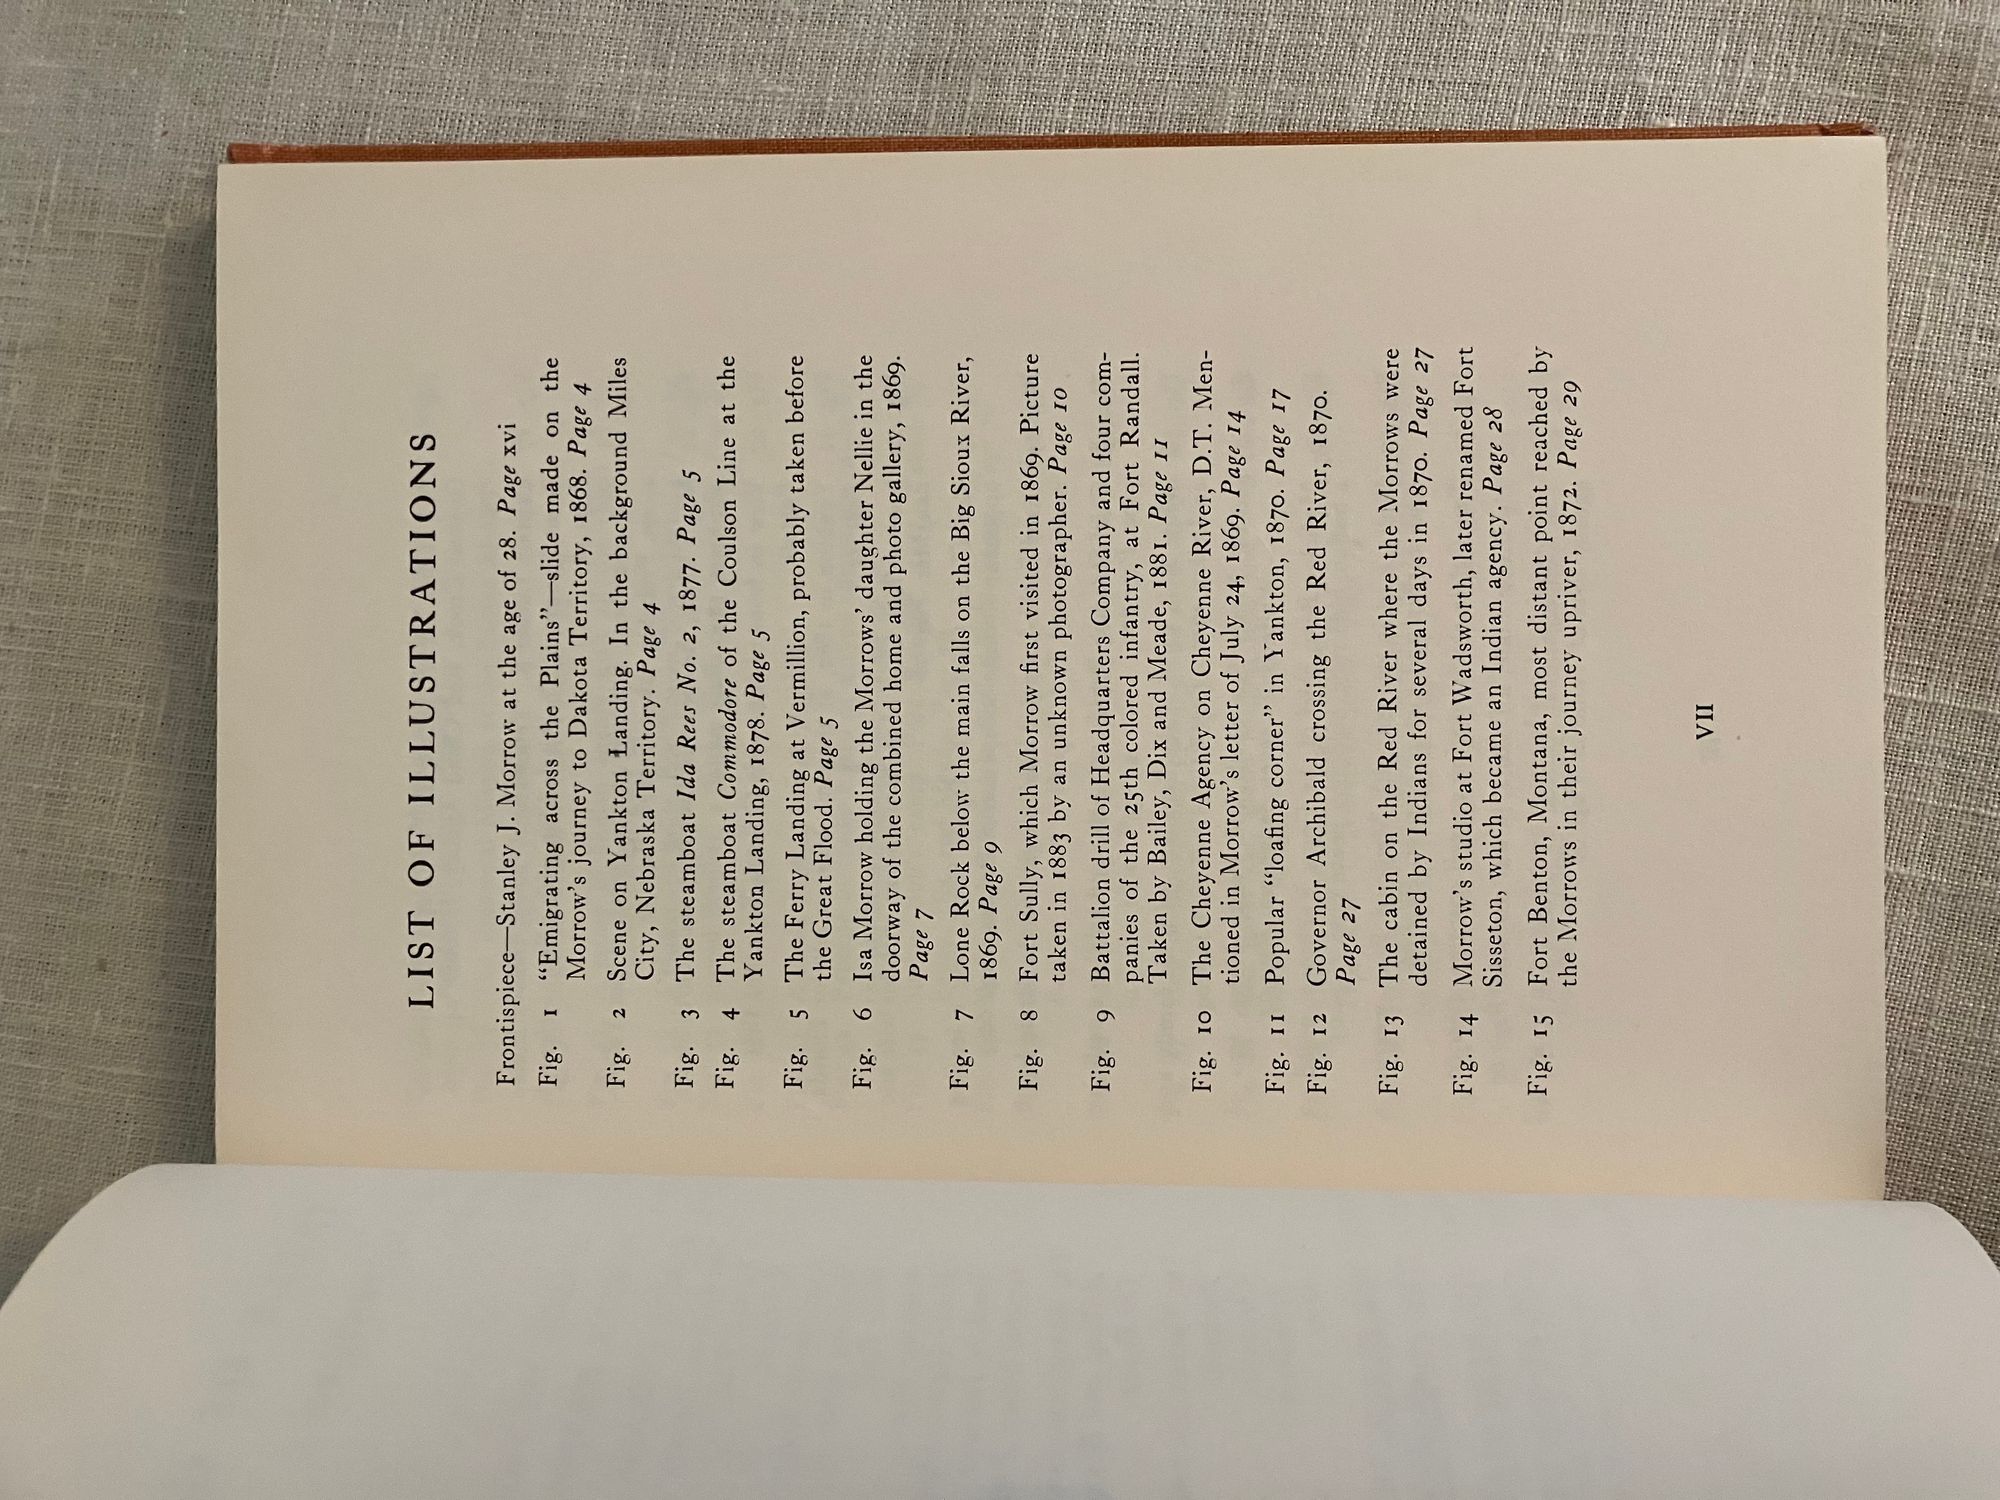 LIST OF ILLUSTRATIONS
Frontispiece—Stanley J. Morrow at the age of 28. Page xvi
Fig. 1 “Emigrating across the Plains”—slide made on the
Morrow’s journey to Dakota Territory, 1868. Page 4
Fig. 2 Scene on Yankton Landing. In the background Miles
City, Nebraska Territory. Page 4
Fig. 3 The steamboat Ida Rees No. 2, 1877. Page 5
Fig. 4 The steamboat Commodore of the Coulson Line at the
Yankton Landing, 1878. Page 5
Fig. 5 The Ferry Landing at Vermillion, probably taken before
the Great Flood. Page 5
Fig. 6 Isa Morrow holding the Morrows’ daughter Nellie in the
doorway of the combined home and photo gallery, 1869.
Page 7
Fig. 7 Lone Rock below the main falls on the Big Sioux River,
1869. Page 9
Fig. 8 Fort Sully, which Morrow first visited in 1869. Picture
taken in 1883 by an unknown photographer. Page 10
Fig. 9 Battalion drill of Headquarters Company and four com-
panies of the 25th colored infantry, at Fort Randall.
Taken by Bailey, Dix and Meade, 1881. Page 11
Fig. 10 The Cheyenne Agency on Cheyenne River, D.T. Men-
tioned in Morrow’s letter of July 24, 1869. Page 14
Fig. 11 Popular “loafing corner” in Yankton, 1870. Page 17
Fig. 12 Governor Archibald crossing the Red River, 1870.
Page 27
Fig. 13 The cabin on the Red River where the Morrows were
detained by Indians for several days in 1870. Page 27
Fig. 14 Morrow’s studio at Fort Wadsworth, later renamed Fort
Sisseton, which became an Indian agency. Page 28
Fig. 15 Fort Benton, Montana, most distant point reached by
the Morrows in their journey upriver, 1872. Page 29
VII